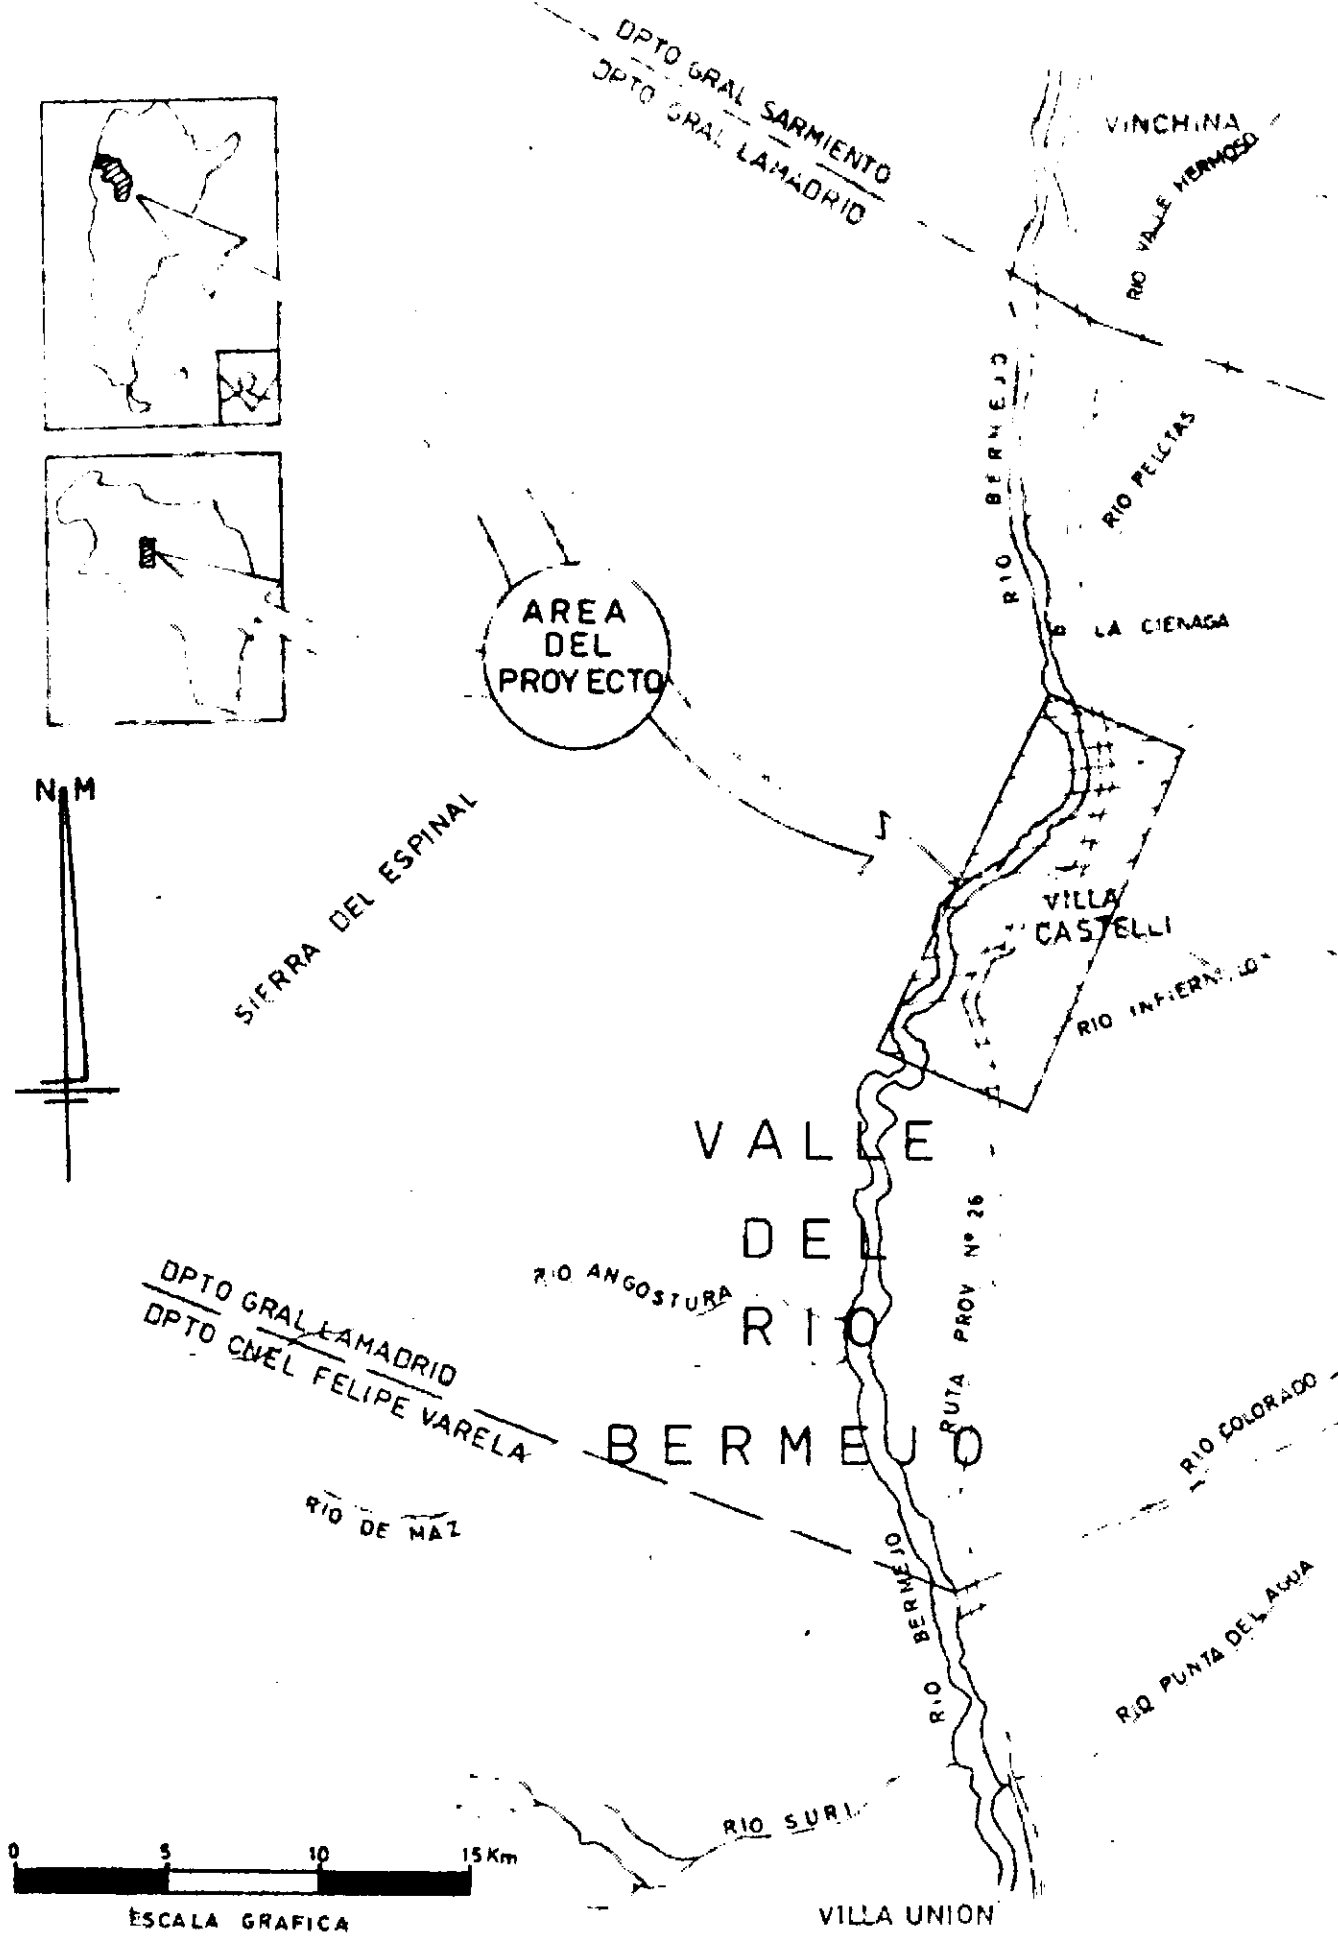 DPTO GRAL SARMIENTO
DPTO GRAL LAMADRID
VINCHINA
RIO VALLE HERMOSO
RIO BERMEJO
RIO PELOTAS
LA CIENAGA
AREA
DEL
PROYECTO
N M
SIERRA DEL ESPINAL
VILLA
CASTELLI
RIO INFIERNILLO
VALLE
DEL
RIO
BERMEJO
RUTA PROV Nº 26
RIO ANGOSTURA
DPTO GRAL LAMADRID
DPTO CNEL FELIPE VARELA
RIO COLORADO
RIO DE MAZ
RIO BERMEJO
RIO PUNTA DEL AGUA
RIO SURI
0 5 10 15 Km
ESCALA GRAFICA
VILLA UNION